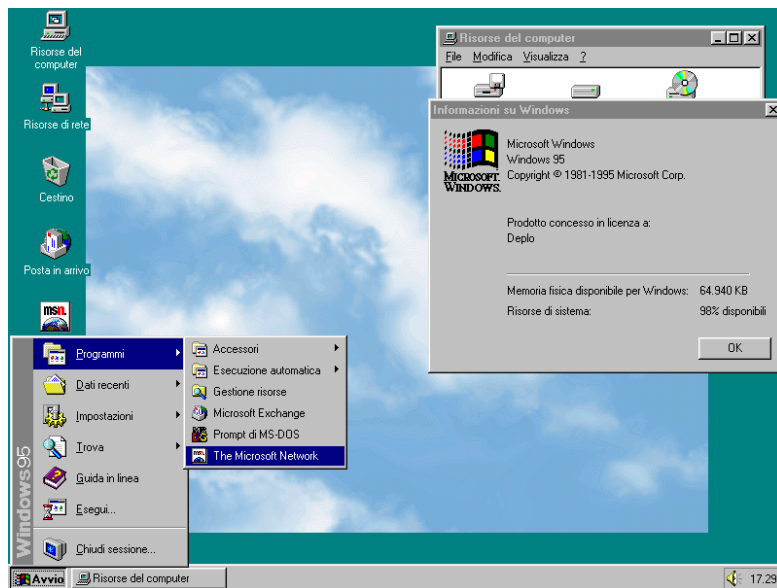 Risorse del
computer
Risorse di rete
Cestino
Posta in arrivo
msn.
Risorse del computer
File Modifica Visualizza ?
Informazioni su Windows
MICROSOFT.
WINDOWS.
Microsoft Windows
Windows 95
Copyright © 1981-1995 Microsoft Corp.
Prodotto concesso in licenza a:
Deplo
Memoria fisica disponibile per Windows: 64.940 KB
Risorse di sistema: 98% disponibili
OK
Windows95
Programmi
Dati recenti
Impostazioni
Trova
Guida in linea
Esegui...
Chiudi sessione...
Accessori
Esecuzione automatica
Gestione risorse
Microsoft Exchange
Prompt di MS-DOS
The Microsoft Network
Avvio
Risorse del computer
17.29